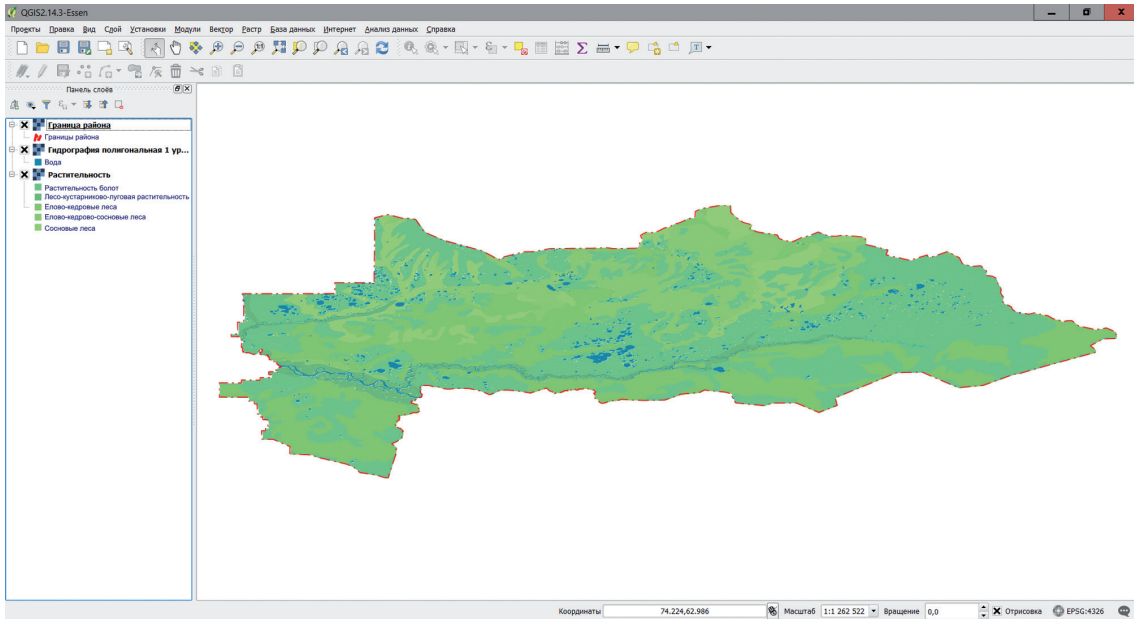 QGIS2.14.3-Essen
Проекты Правка Вид Слой Установки Модули Вектор Растр База данных Интернет Анализ данных Справка
Панель слоёв
Граница района
Границы района
Гидрография полигональная 1 ур...
Вода
Растительность
Растительность болот
Лесо-кустарниково-луговая растительность
Елово-кедровые леса
Елово-кедрово-сосновые леса
Сосновые леса
Координаты 74.224,62.986 Масштаб 1:1 262 522 Вращение 0,0 Отрисовка EPSG:4326